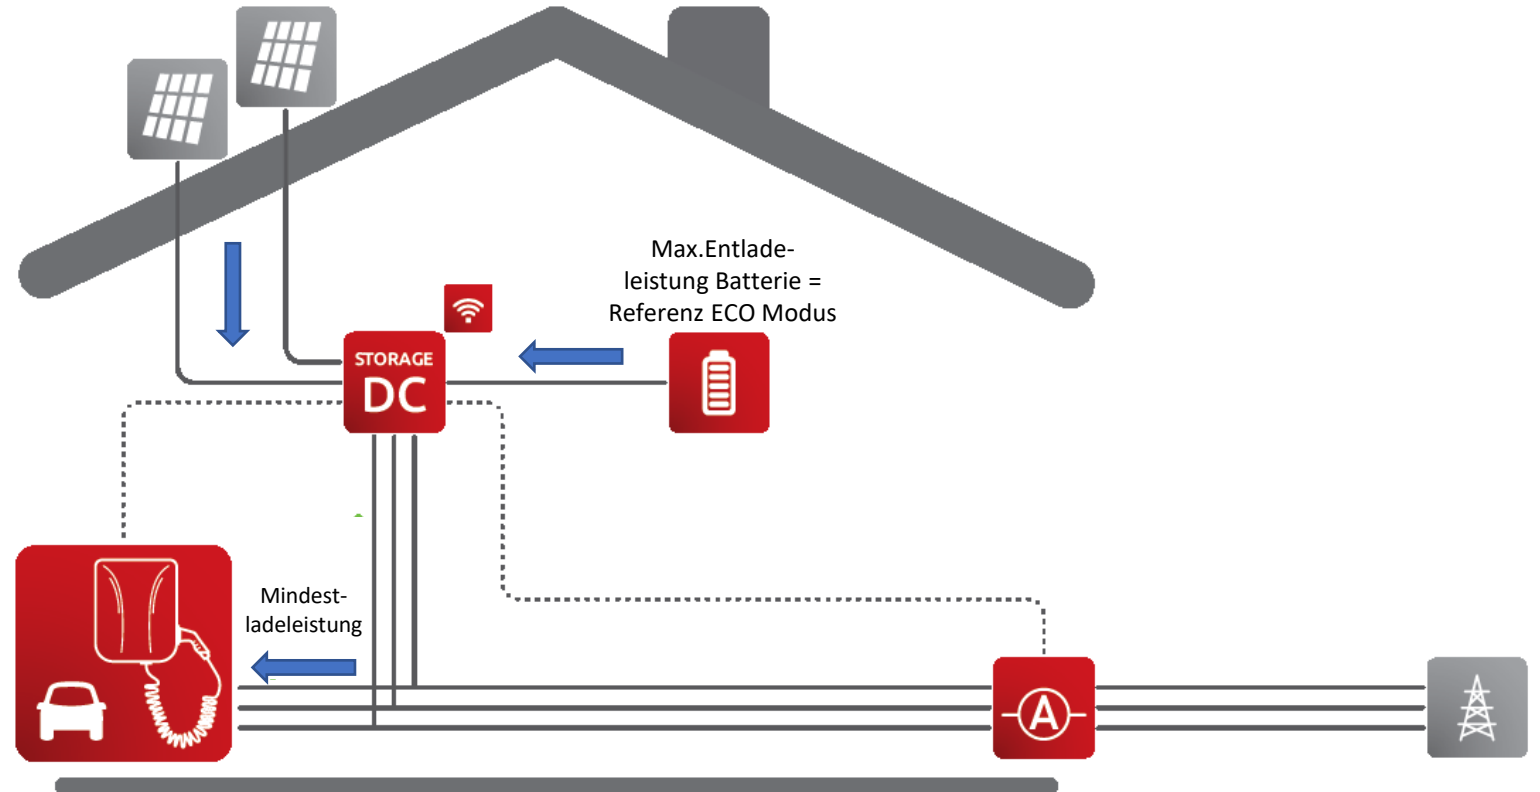 Max.Entlade-
leistung Batterie =
Referenz ECO Modus
STORAGE
DC
Mindest-
ladeleistung
A